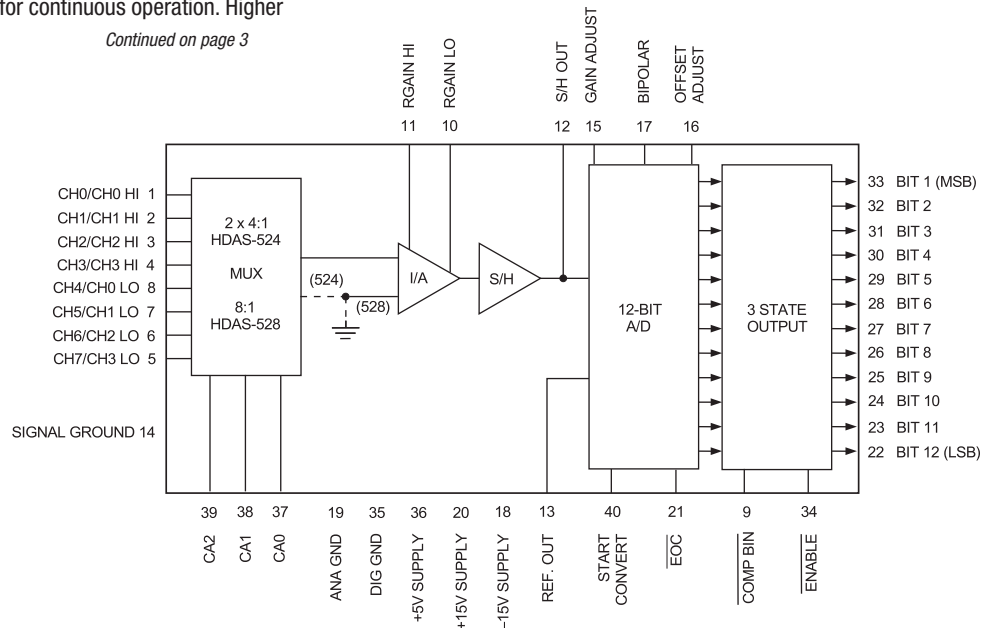 for continuous operation. Higher
Continued on page 3
RGAIN HI
RGAIN LO
S/H OUT
GAIN ADJUST
BIPOLAR
OFFSET
ADJUST
11
10
12
15
17
16
CH0/CH0 HI 1
CH1/CH1 HI 2
CH2/CH2 HI 3
CH3/CH3 HI 4
CH4/CH0 LO 8
CH5/CH1 LO 7
CH6/CH2 LO 6
CH7/CH3 LO 5
SIGNAL GROUND 14
2 x 4:1
HDAS-524
MUX
8:1
HDAS-528
(524)
(528)
I/A
S/H
12-BIT
A/D
3 STATE
OUTPUT
33 BIT 1 (MSB)
32 BIT 2
31 BIT 3
30 BIT 4
29 BIT 5
28 BIT 6
27 BIT 7
26 BIT 8
25 BIT 9
24 BIT 10
23 BIT 11
22 BIT 12 (LSB)
39
38
37
19
35
36
20
18
13
40
21
9
34
CA2
CA1
CA0
ANA GND
DIG GND
+5V SUPPLY
+15V SUPPLY
–15V SUPPLY
REF. OUT
START
CONVERT
EOC
COMP BIN
ENABLE